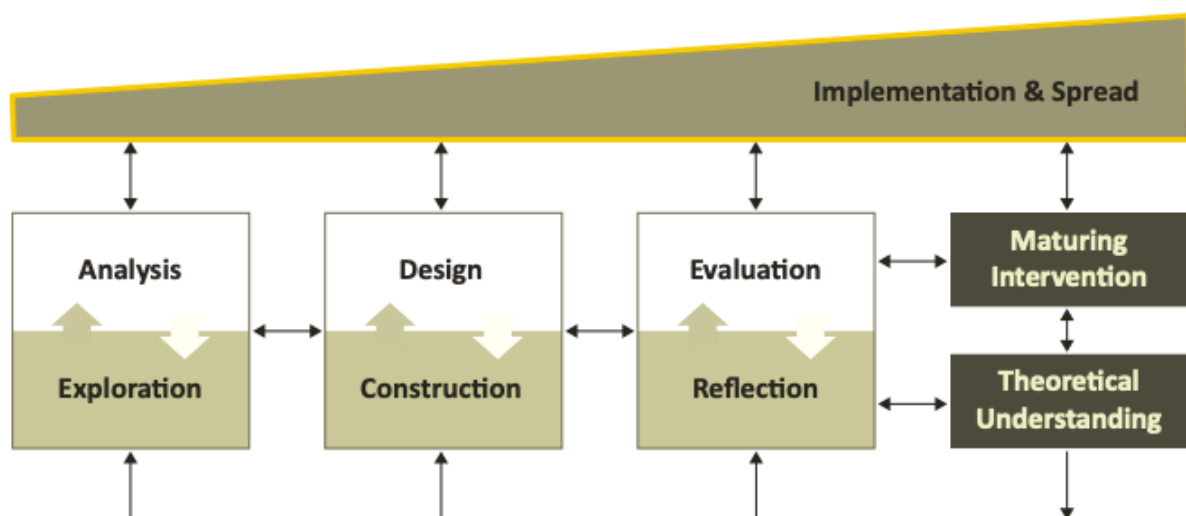 Implementation & Spread
Analysis
Exploration
Design
Construction
Evaluation
Reflection
Maturing
Intervention
Theoretical
Understanding